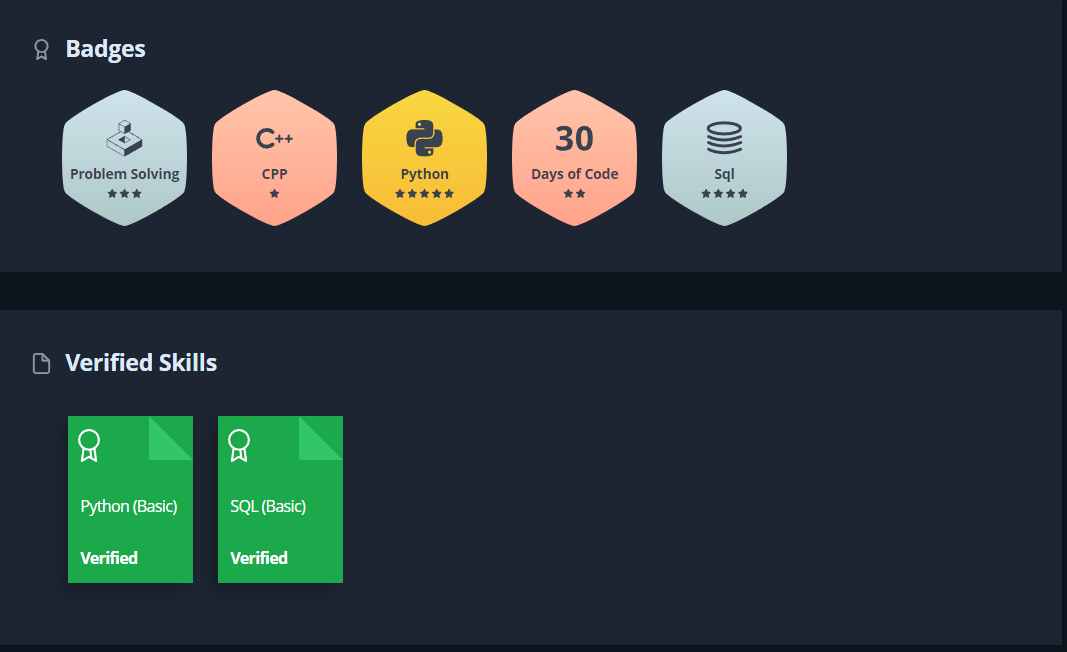 Badges
C++
30
Problem Solving
CPP
Python
Days of Code
Sql
Verified Skills
Python (Basic)
SQL (Basic)
Verified
Verified